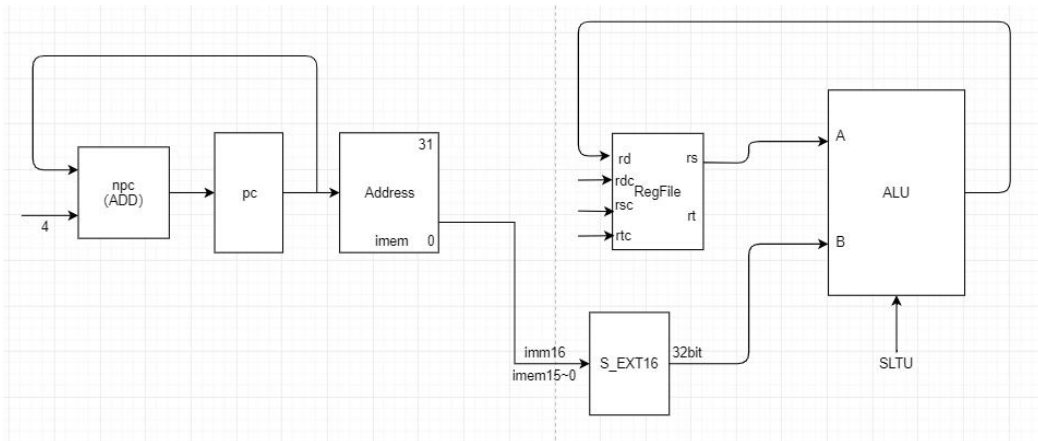 npc
(ADD)
4
pc
31
Address
imem 0
rd
rs
rdc
RegFile
rsc
rt
rtc
A
ALU
B
imm16
imem15~0
S_EXT16
32bit
SLTU